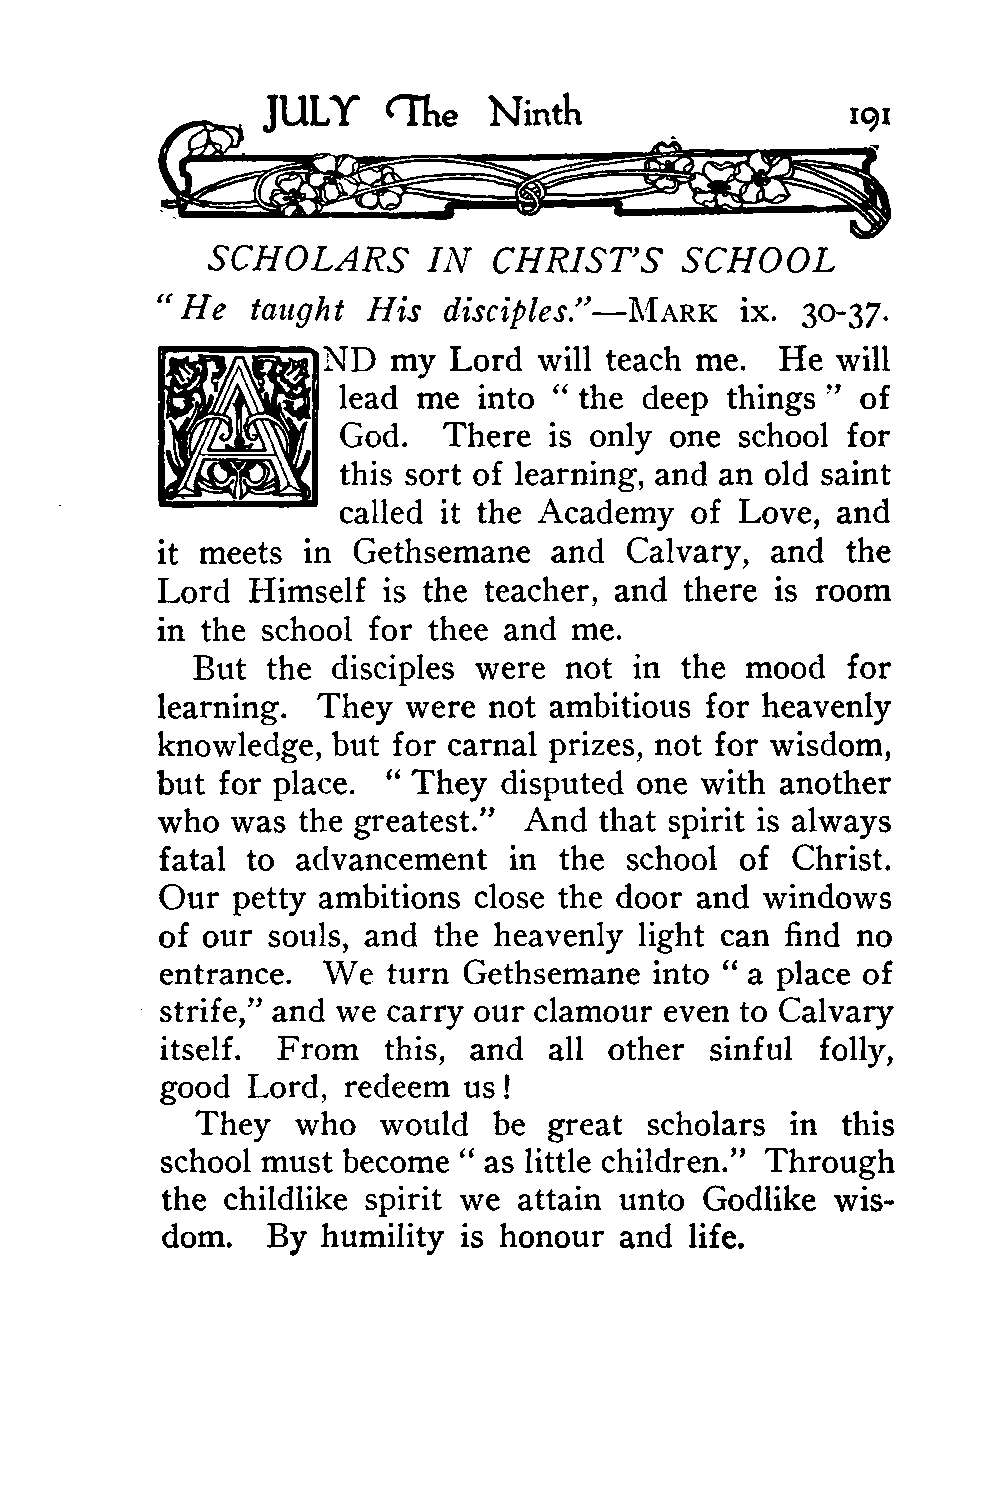 JULY The Ninth 191
SCHOLARS IN CHRIST'S SCHOOL
"He taught His disciples."—MARK ix. 30-37.
AND my Lord will teach me. He will
lead me into "the deep things" of
God. There is only one school for
this sort of learning, and an old saint
called it the Academy of Love, and
it meets in Gethsemane and Calvary, and the
Lord Himself is the teacher, and there is room
in the school for thee and me.
But the disciples were not in the mood for
learning. They were not ambitious for heavenly
knowledge, but for carnal prizes, not for wisdom,
but for place. "They disputed one with another
who was the greatest." And that spirit is always
fatal to advancement in the school of Christ.
Our petty ambitions close the door and windows
of our souls, and the heavenly light can find no
entrance. We turn Gethsemane into "a place of
strife," and we carry our clamour even to Calvary
itself. From this, and all other sinful folly,
good Lord, redeem us!
They who would be great scholars in this
school must become "as little children." Through
the childlike spirit we attain unto Godlike wis-
dom. By humility is honour and life.